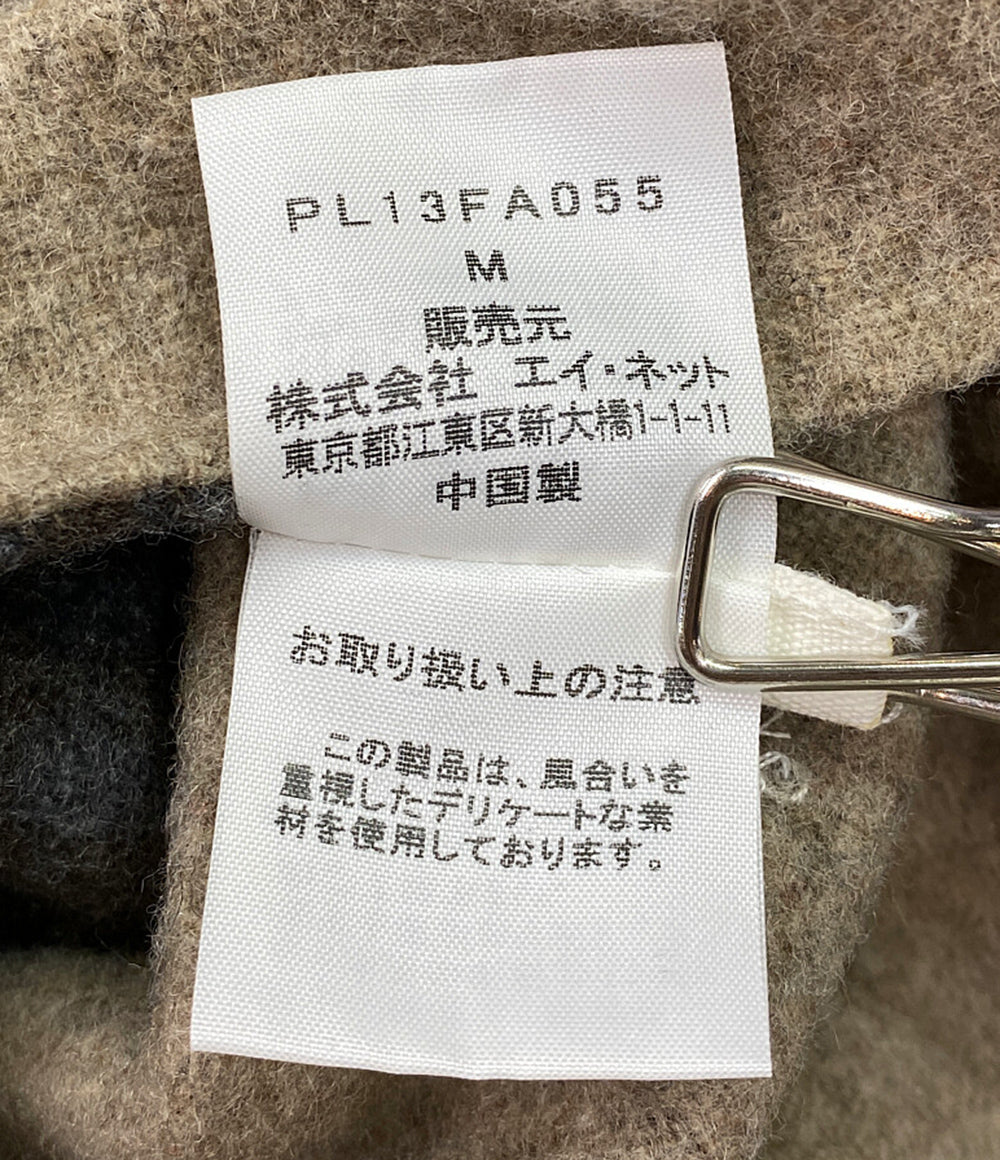 PL13FA055
M
販売元
株式会社 エイ・ネット
東京都江東区新大橋1-1-11
中国製
お取り扱い上の注意
この製品は、風合いを
重視したデリケートな素
材を使用しております。